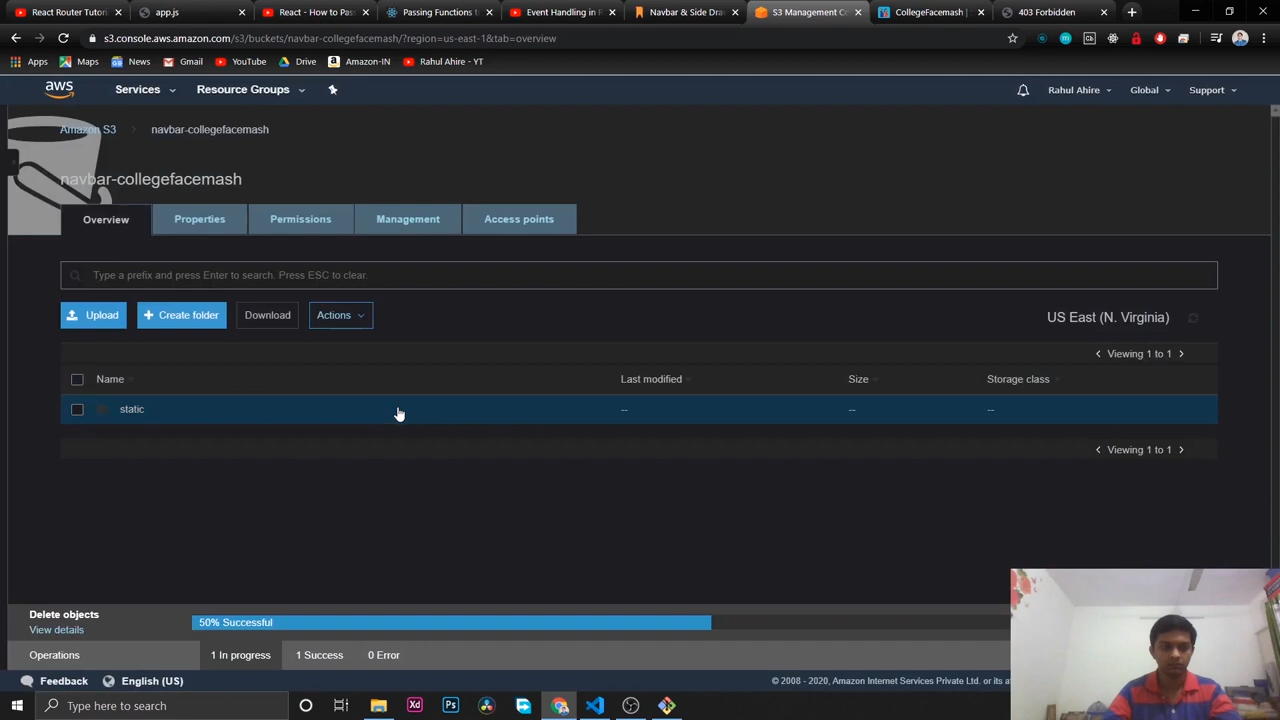 React Router Tutori
app.js
React - How to Pas
Passing Functions t
Event Handling in F
Navbar & Side Dra
S3 Management C
CollegeFacemash |
403 Forbidden
s3.console.aws.amazon.com/s3/buckets/navbar-collegefacemash/?region=us-east-1&tab=overview
Apps
Maps
News
Gmail
YouTube
Drive
Amazon-IN
Rahul Ahire - YT
aws
Services
Resource Groups
Rahul Ahire
Global
Support
Amazon S3
navbar-collegefacemash
navbar-collegefacemash
Overview
Properties
Permissions
Management
Access points
Type a prefix and press Enter to search. Press ESC to clear.
Upload
Create folder
Download
Actions
US East (N. Virginia)
Viewing 1 to 1
Name
Last modified
Size
Storage class
static
--
--
--
Viewing 1 to 1
Delete objects
50% Successful
View details
Operations
1 In progress
1 Success
0 Error
Feedback
English (US)
© 2008 - 2020, Amazon Internet Services Private Ltd. or its a
Type here to search
Xd
Ps